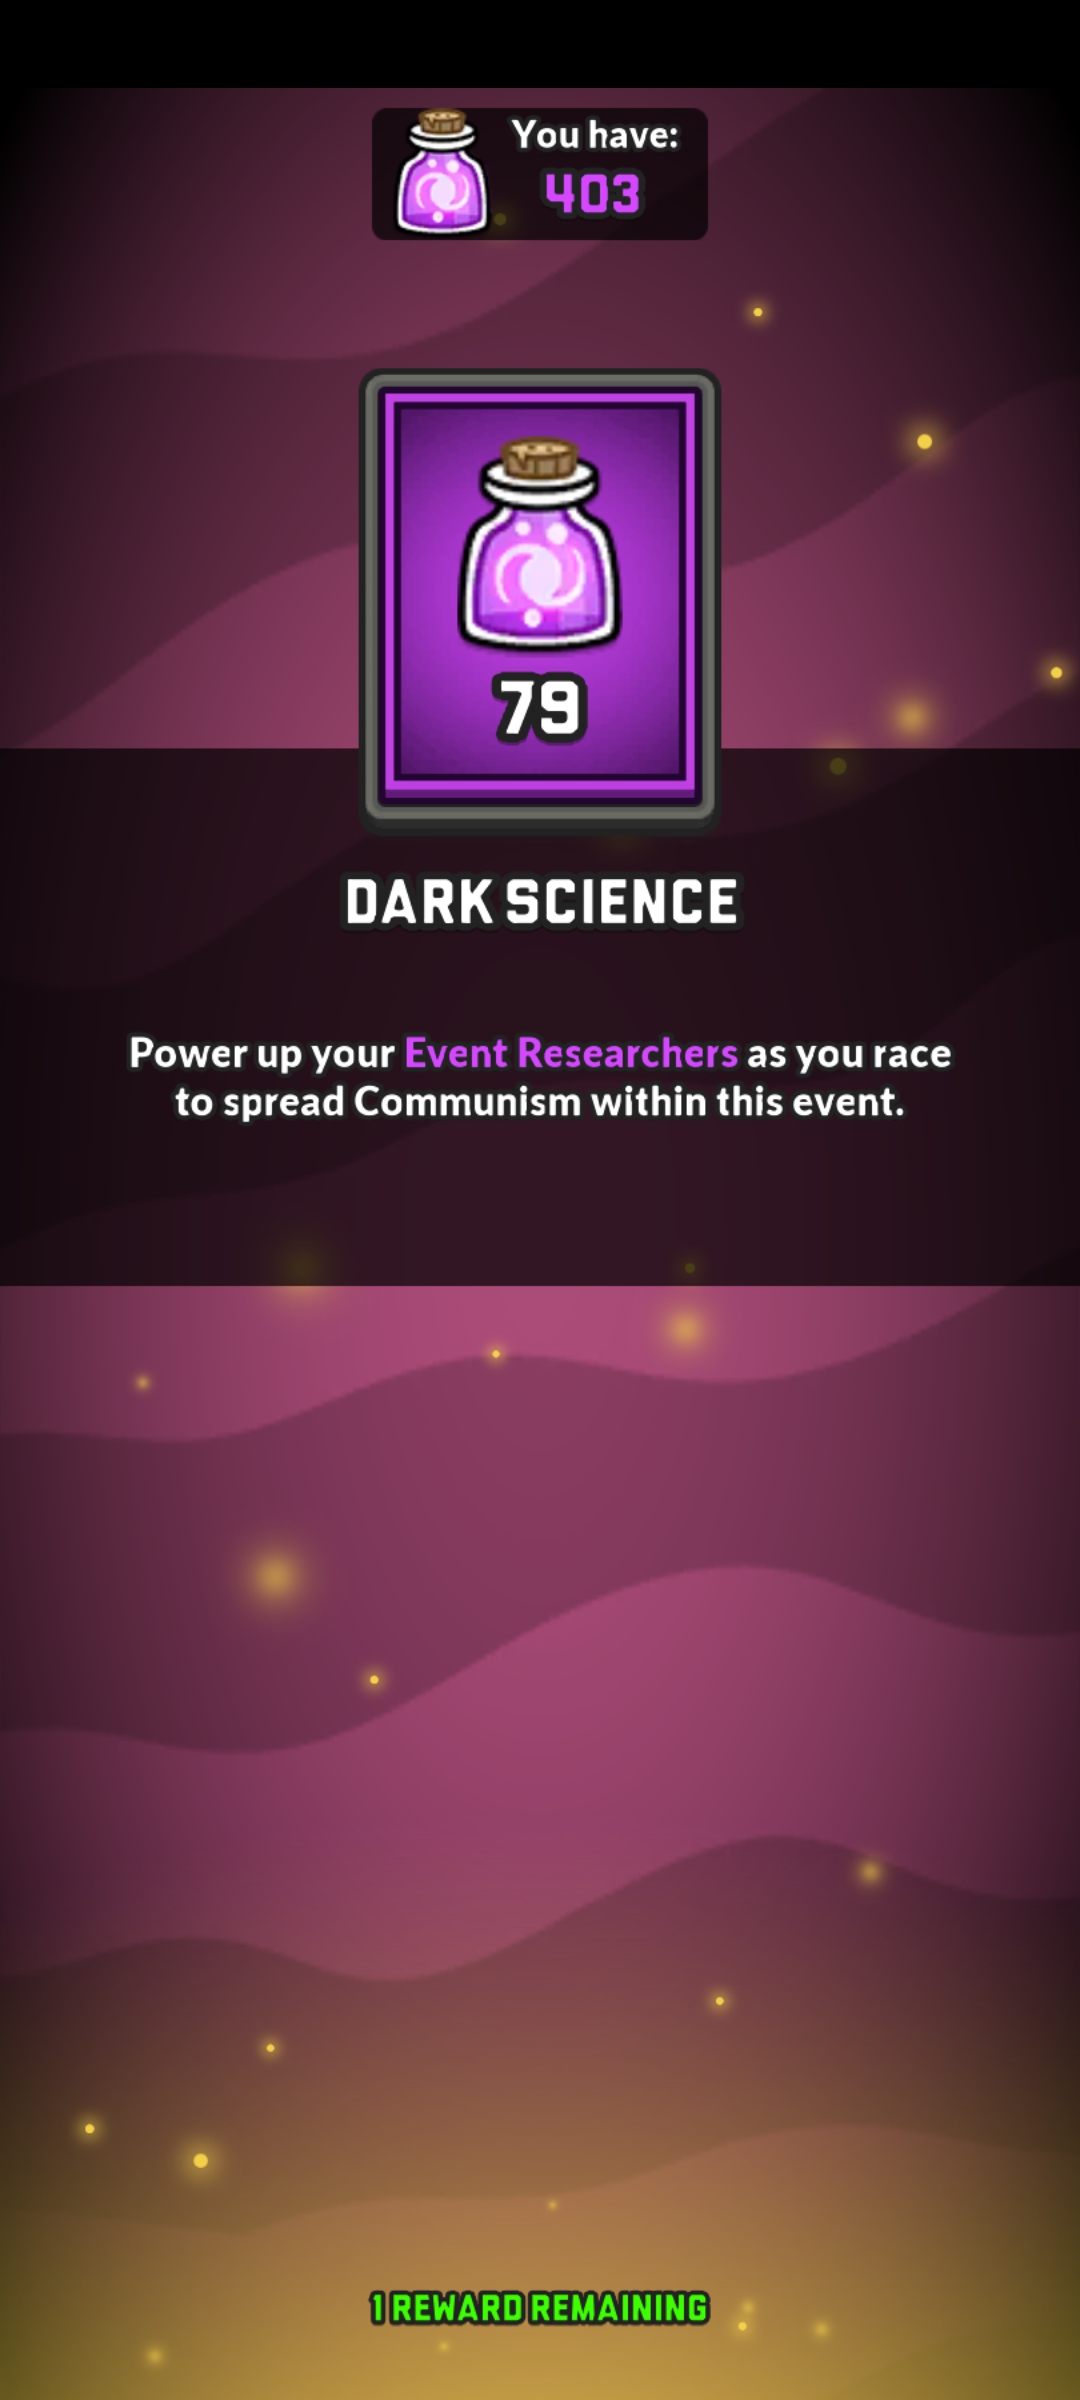 You have:
403
79
DARK SCIENCE
Power up your Event Researchers as you race
to spread Communism within this event.
1 REWARD REMAINING